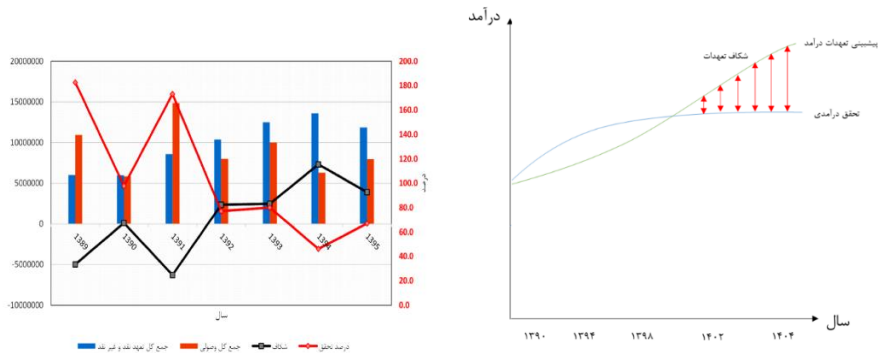 20000000
15000000
10000000
5000000
0
-5000000
-10000000
200.0
180.0
160.0
140.0
120.0
100.0
80.0
60.0
40.0
20.0
0.0
درصد
1389
1390
1391
1392
1393
1394
1395
سال
جمع کل تعهد نقد و غیر نقد
جمع کل وصولی
شکاف
درصد تحقق
درآمد
پیشبینی تعهدات درآمد
شکاف تعهدات
تحقق درآمدی
۱۳۹۰
۱۳۹۴
۱۳۹۸
۱۴۰۲
۱۴۰۴
سال